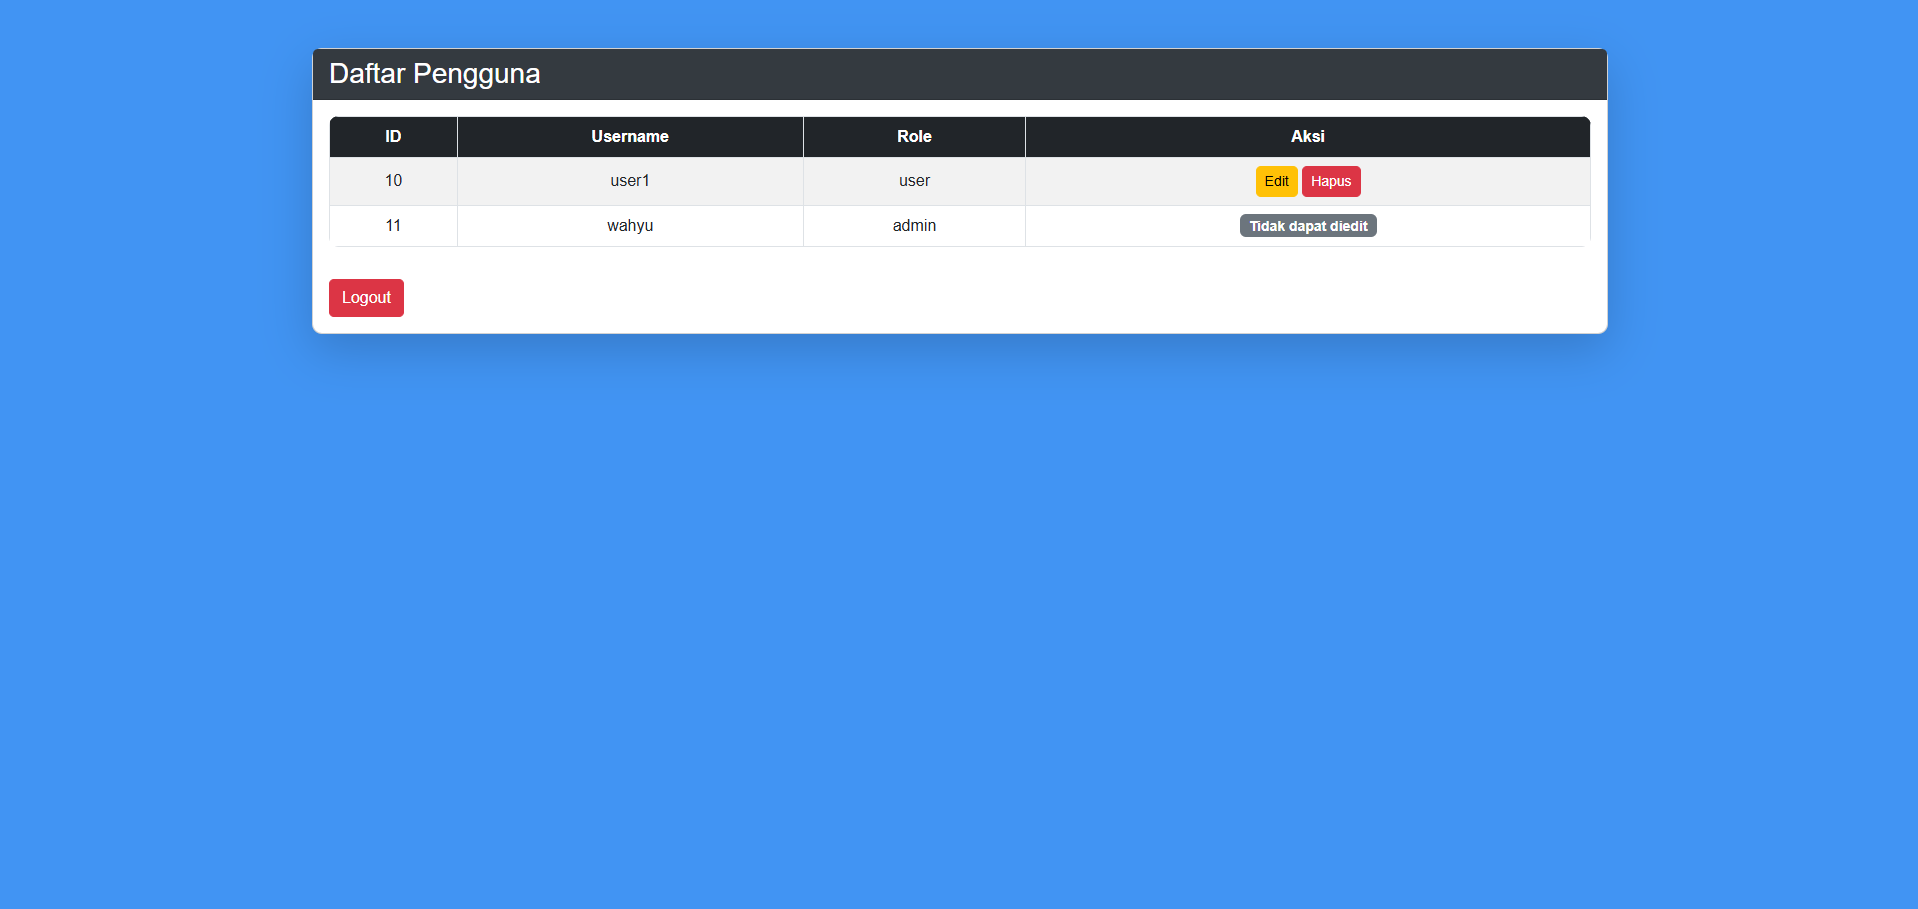 Daftar Pengguna
ID Username Role Aksi
10 user1 user Edit Hapus
11 wahyu admin Tidak dapat diedit
Logout